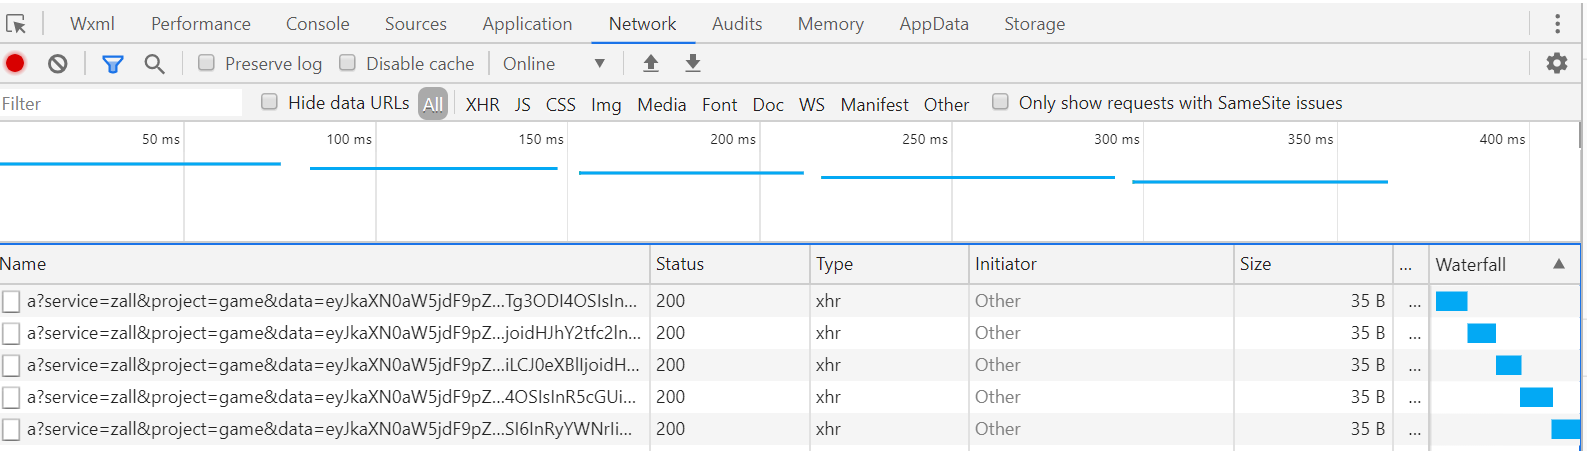 Wxml Performance Console Sources Application Network Audits Memory AppData Storage
Preserve log Disable cache Online
Filter Hide data URLs All XHR JS CSS Img Media Font Doc WS Manifest Other Only show requests with SameSite issues
50 ms 100 ms 150 ms 200 ms 250 ms 300 ms 350 ms 400 ms
Name Status Type Initiator Size ... Waterfall
a?service=zall&project=game&data=eyJkaXN0aW5jdF9pZ...Tg3ODI4OSIsIn... 200 xhr Other 35 B ...
a?service=zall&project=game&data=eyJkaXN0aW5jdF9pZ...joidHJhY2tfc2In... 200 xhr Other 35 B ...
a?service=zall&project=game&data=eyJkaXN0aW5jdF9pZ...iLCJ0eXBlIjoidH... 200 xhr Other 35 B ...
a?service=zall&project=game&data=eyJkaXN0aW5jdF9pZ...4OSIsInR5cGUi... 200 xhr Other 35 B ...
a?service=zall&project=game&data=eyJkaXN0aW5jdF9pZ...SI6InRyYWNrIi... 200 xhr Other 35 B ...